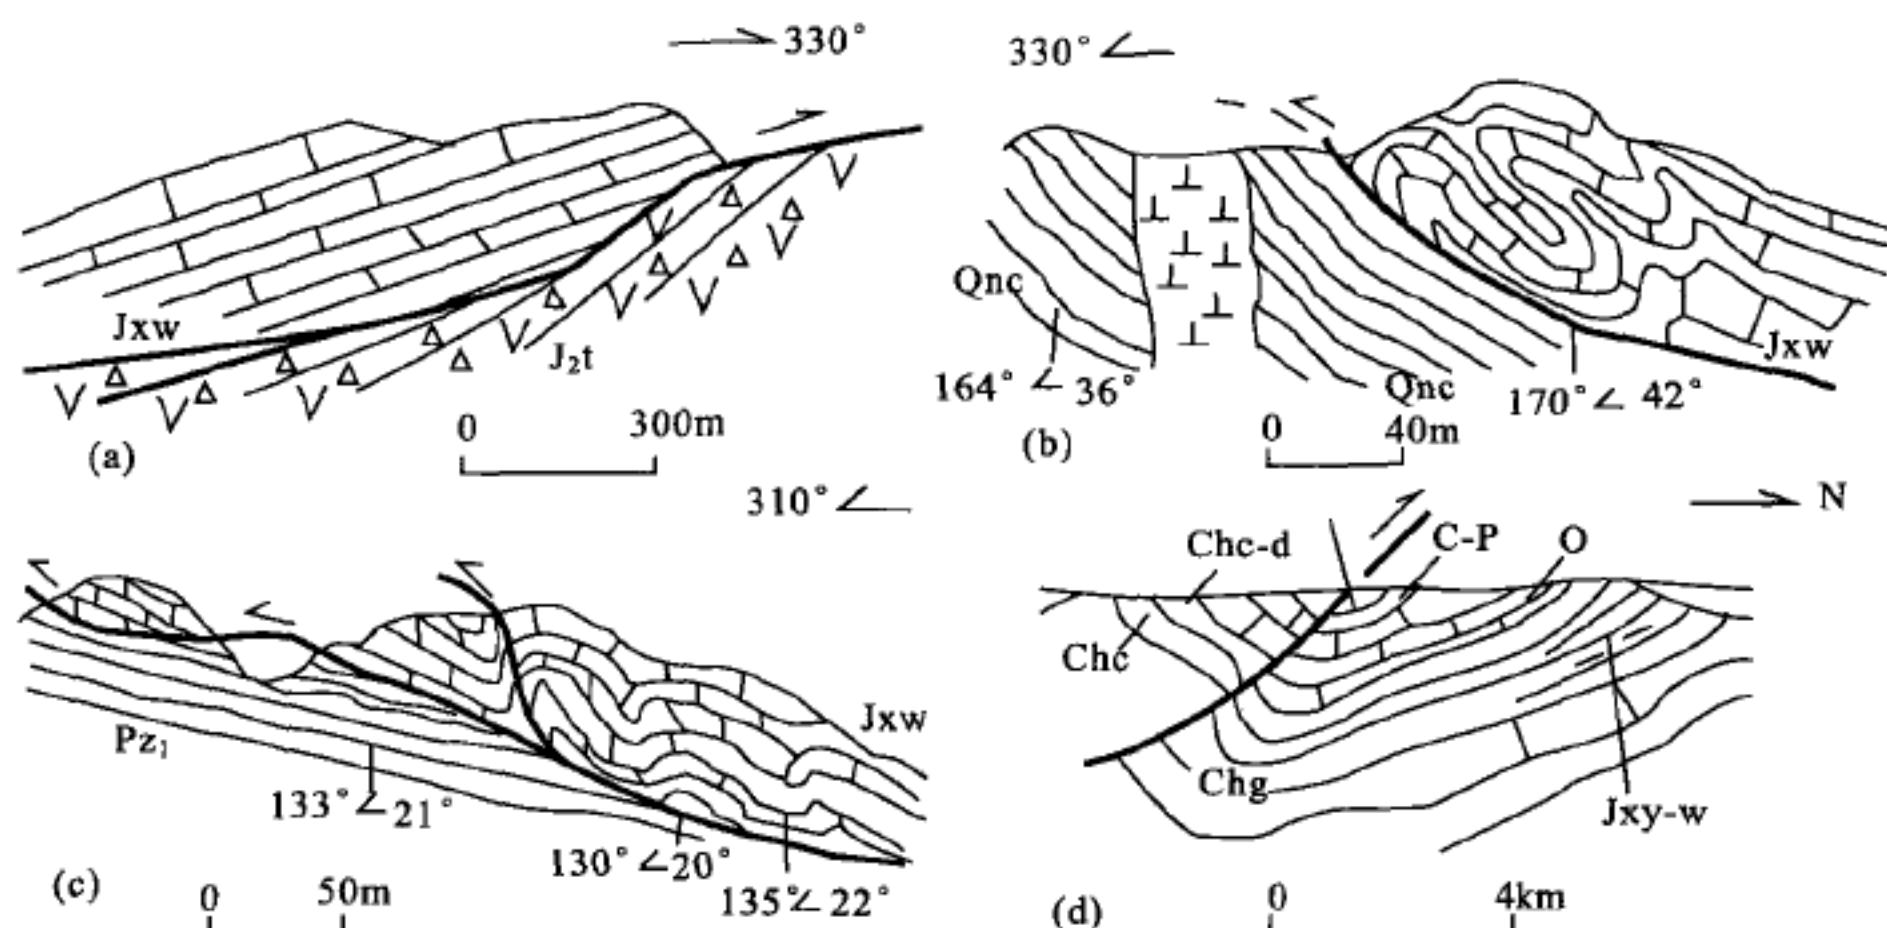 330°
Jxw
J₂t
0 300m
(a)
330°
Qnc
164°∠36°
Qnc
Jxw
170°∠42°
0 40m
(b)
310°
Pz₁
Jxw
133°∠21°
130°∠20°
135°∠22°
(c)
0 50m
N
Chc-d
C-P
O
Chc
Chg
Jxy-w
(d)
0 4km